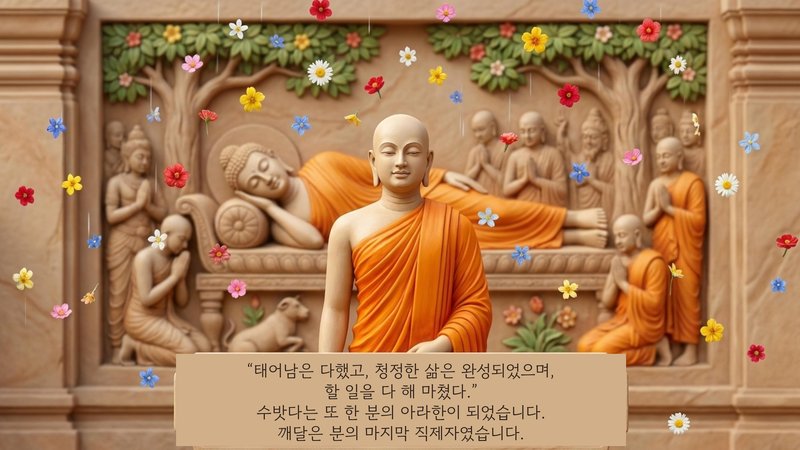 “태어남은 다했고, 청정한 삶은 완성되었으며,
할 일을 다 해 마쳤다.”
수밧다는 또 한 분의 아라한이 되었습니다.
깨달은 분의 마지막 직제자였습니다.